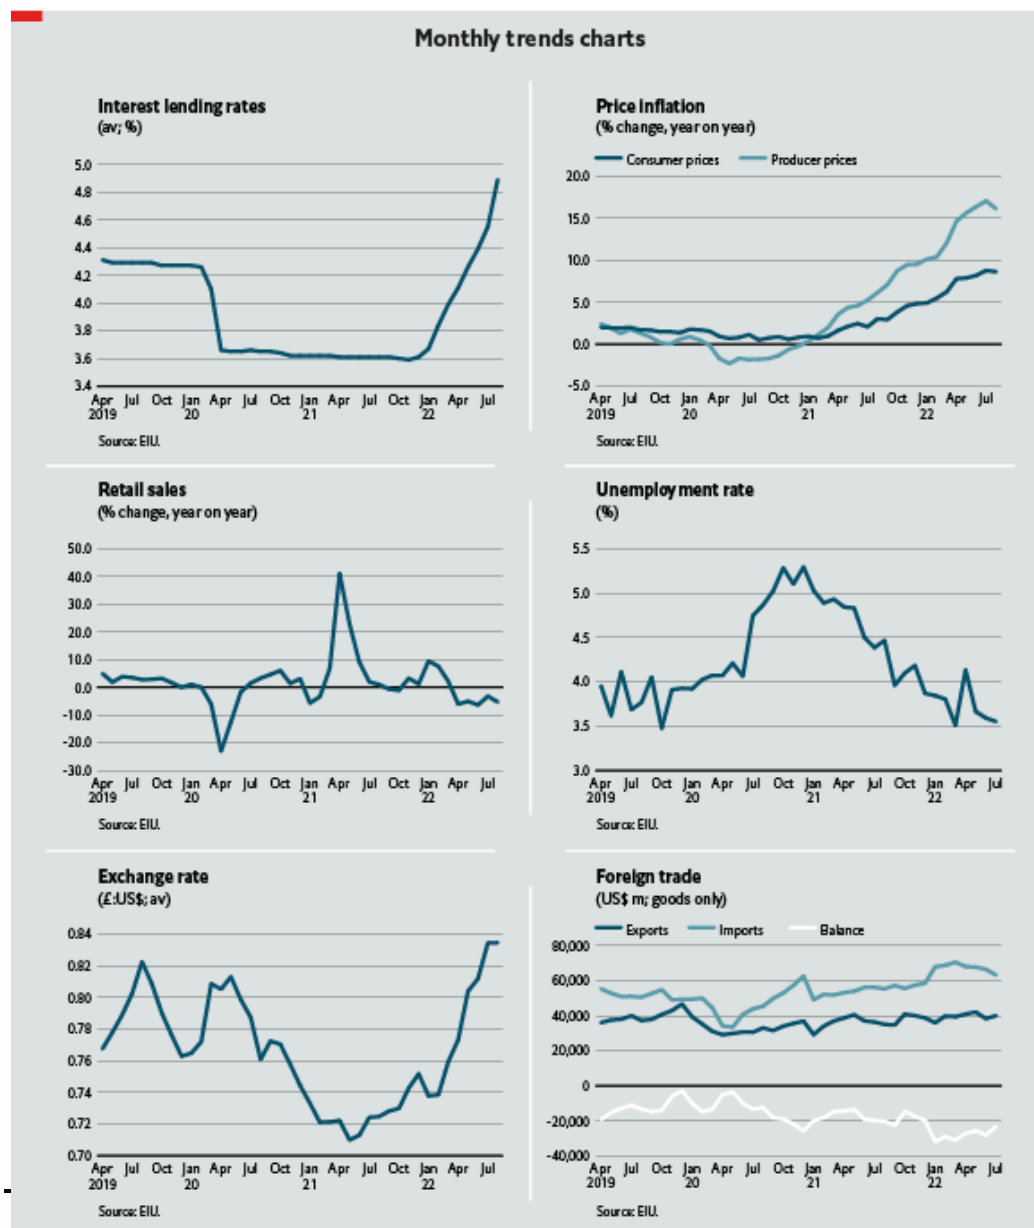 Monthly trends charts
Interest lending rates
(av; %)
5.0
4.8
4.6
4.4
4.2
4.0
3.8
3.6
3.4
Apr Jul Oct Jan Apr Jul Oct Jan Apr Jul Oct Jan Apr Jul
2019 20 21 22
Source: EIU.
Price inflation
(% change, year on year)
Consumer prices Producer prices
20.0
15.0
10.0
5.0
0.0
-5.0
Apr Jul Oct Jan Apr Jul Oct Jan Apr Jul Oct Jan Apr Jul
2019 20 21 22
Source: EIU.
Retail sales
(% change, year on year)
50.0
40.0
30.0
20.0
10.0
0.0
-10.0
-20.0
-30.0
Apr Jul Oct Jan Apr Jul Oct Jan Apr Jul Oct Jan Apr Jul
2019 20 21 22
Source: EIU.
Unemployment rate
(%)
5.5
5.0
4.5
4.0
3.5
3.0
Apr Jul Oct Jan Apr Jul Oct Jan Apr Jul Oct Jan Apr Jul
2019 20 21 22
Source: EIU.
Exchange rate
(£:US$; av)
0.84
0.82
0.80
0.78
0.76
0.74
0.72
0.70
Apr Jul Oct Jan Apr Jul Oct Jan Apr Jul Oct Jan Apr Jul
2019 20 21 22
Source: EIU.
Foreign trade
(US$ m; goods only)
Exports Imports Balance
80,000
60,000
40,000
20,000
0
-20,000
-40,000
Apr Jul Oct Jan Apr Jul Oct Jan Apr Jul Oct Jan Apr Jul
2019 20 21 22
Source: EIU.